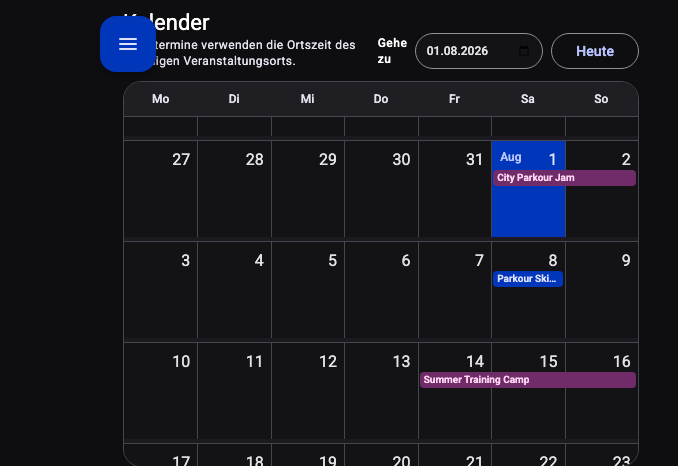 Kalender
termine verwenden die Ortszeit des
igen Veranstaltungsorts.
Gehe
zu
01.08.2026
Heute
Mo Di Mi Do Fr Sa So
27 28 29 30 31 Aug 1 2
City Parkour Jam
3 4 5 6 7 8 9
Parkour Ski...
10 11 12 13 14 15 16
Summer Training Camp
17 18 19 20 21 22 23